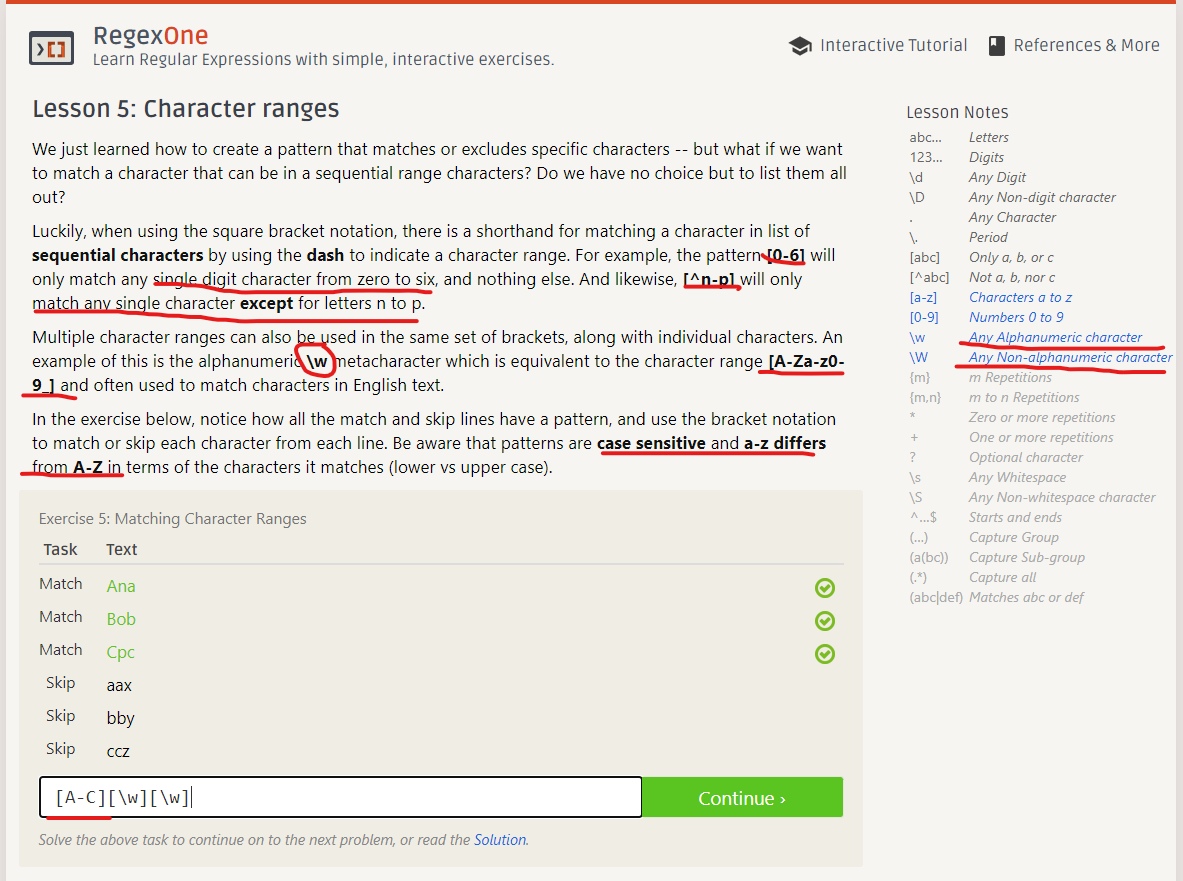 RegexOne
Learn Regular Expressions with simple, interactive exercises.
Interactive Tutorial
References & More
Lesson 5: Character ranges
We just learned how to create a pattern that matches or excludes specific characters -- but what if we want
to match a character that can be in a sequential range characters? Do we have no choice but to list them all
out?
Luckily, when using the square bracket notation, there is a shorthand for matching a character in list of
sequential characters by using the dash to indicate a character range. For example, the pattern [0-6] will
only match any single digit character from zero to six, and nothing else. And likewise, [^n-p] will only
match any single character except for letters n to p.
Multiple character ranges can also be used in the same set of brackets, along with individual characters. An
example of this is the alphanumeric \w metacharacter which is equivalent to the character range [A-Za-z0-
9_] and often used to match characters in English text.
In the exercise below, notice how all the match and skip lines have a pattern, and use the bracket notation
to match or skip each character from each line. Be aware that patterns are case sensitive and a-z differs
from A-Z in terms of the characters it matches (lower vs upper case).
Exercise 5: Matching Character Ranges
Task Text
Match Ana
Match Bob
Match Cpc
Skip aax
Skip bby
Skip ccz
[A-C][\w][\w]
Continue ›
Solve the above task to continue on to the next problem, or read the Solution.
Lesson Notes
abc... Letters
123... Digits
\d Any Digit
\D Any Non-digit character
. Any Character
\. Period
[abc] Only a, b, or c
[^abc] Not a, b, nor c
[a-z] Characters a to z
[0-9] Numbers 0 to 9
\w Any Alphanumeric character
\W Any Non-alphanumeric character
{m} m Repetitions
{m,n} m to n Repetitions
* Zero or more repetitions
+ One or more repetitions
? Optional character
\s Any Whitespace
\S Any Non-whitespace character
^...$ Starts and ends
(...) Capture Group
(a(bc)) Capture Sub-group
(.*) Capture all
(abc|def) Matches abc or def